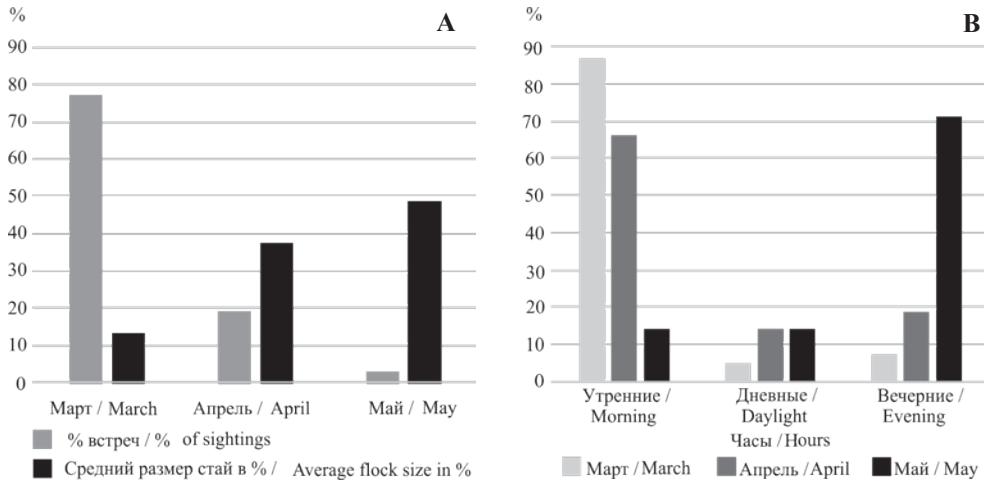 %
А
90
80
70
60
50
40
30
20
10
0
Март / March
Апрель / April
Май / May
% встреч / % of sightings
Средний размер стай в % / Average flock size in %
%
В
90
80
70
60
50
40
30
20
10
0
Утренние /
Morning
Дневные /
Daylight
Вечерние /
Evening
Часы / Hours
Март / March
Апрель / April
Май / May